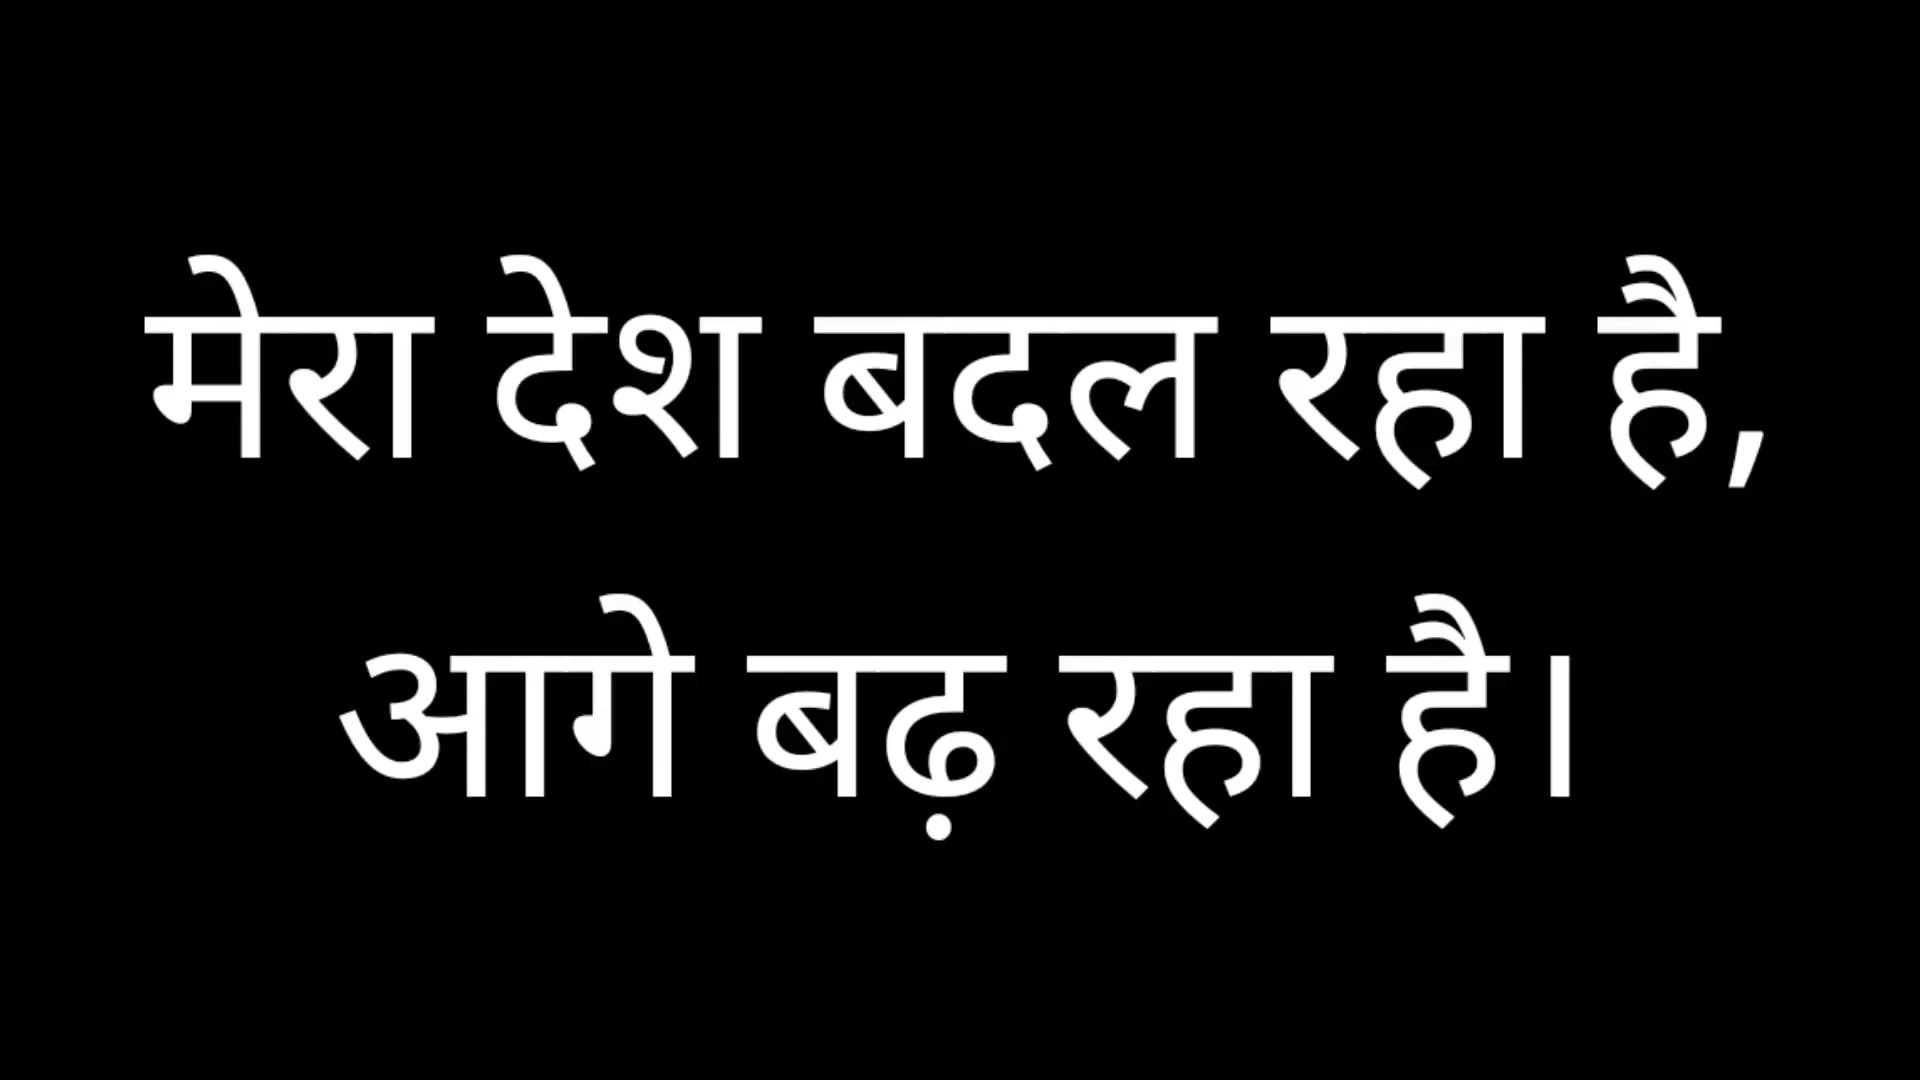 मेरा देश बदल रहा है,
आगे बढ़ रहा है।